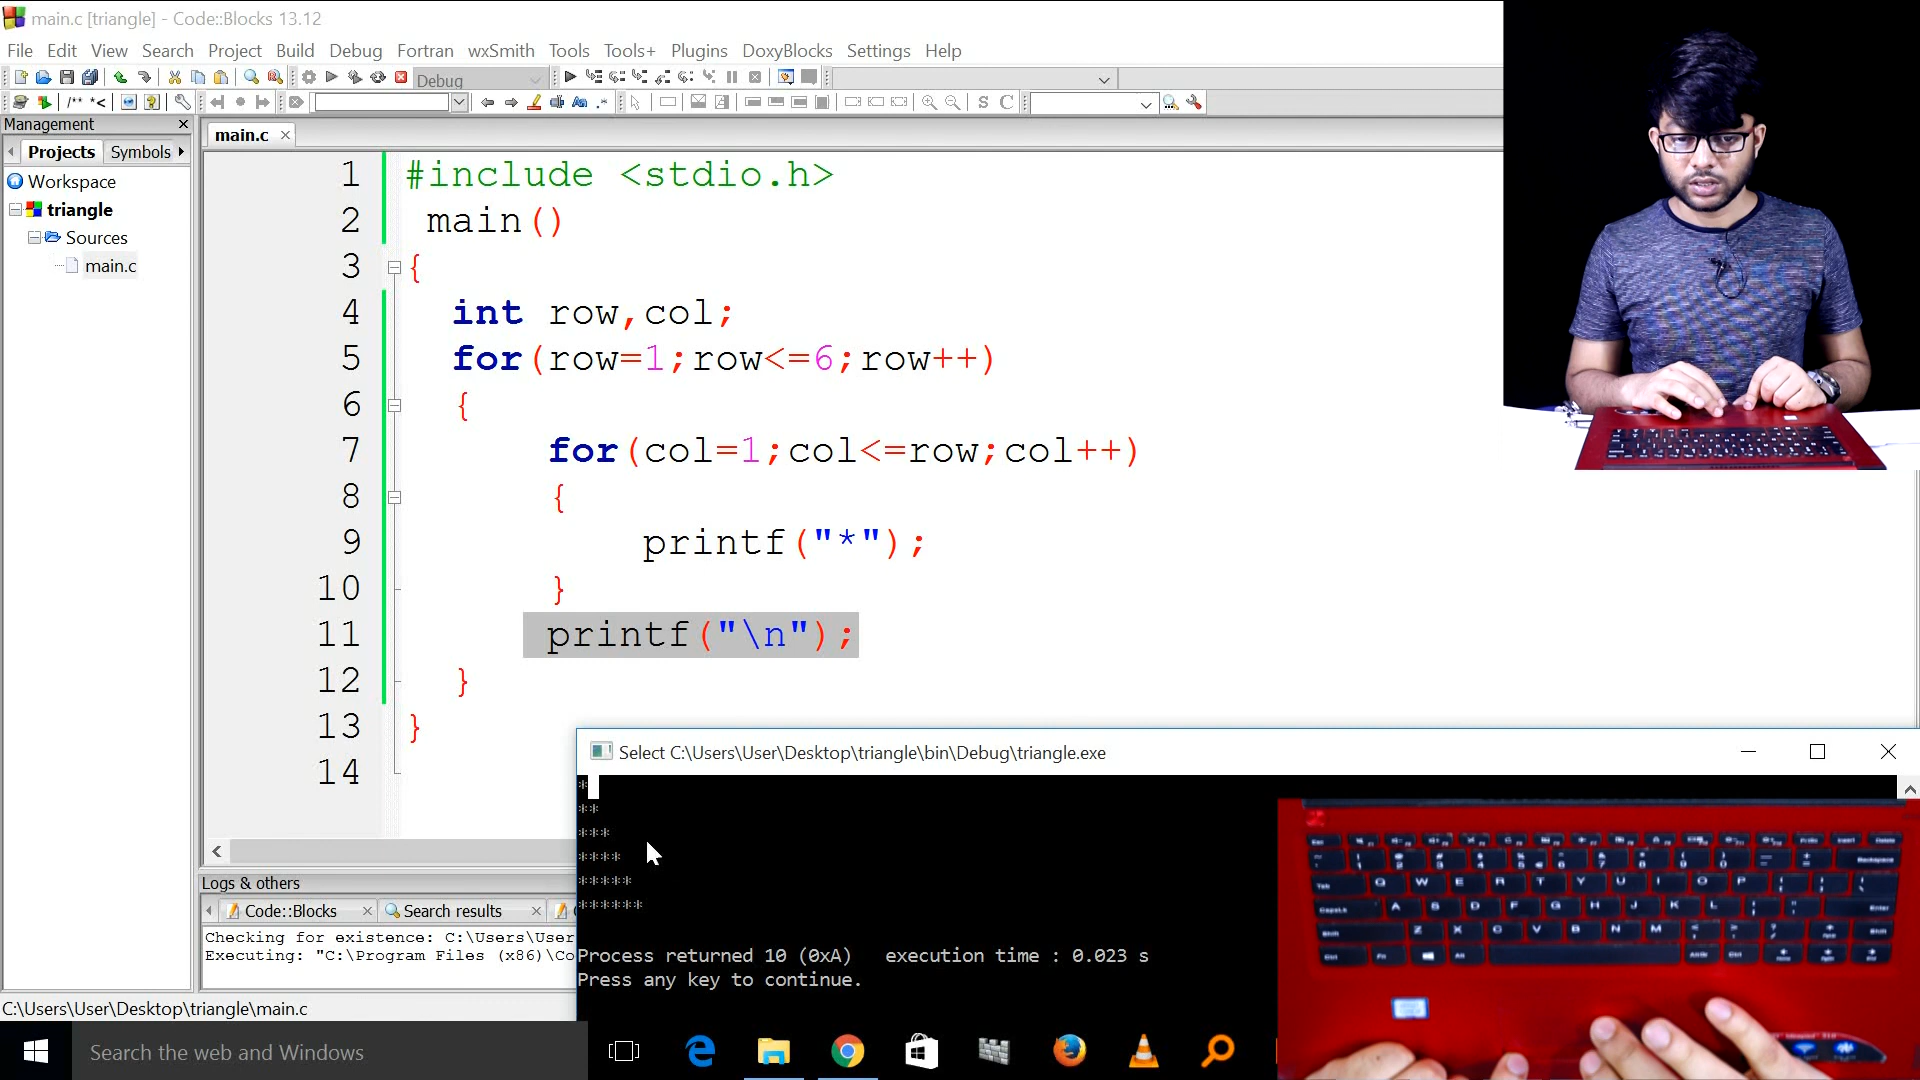 main.c [triangle] - Code::Blocks 13.12
File Edit View Search Project Build Debug Fortran wxSmith Tools Tools+ Plugins DoxyBlocks Settings Help
Debug
/** *<
S C
Management
main.c
Projects Symbols
Workspace
triangle
Sources
main.c
1 #include <stdio.h>
2 main()
3 {
4 int row,col;
5 for(row=1;row<=6;row++)
6 {
7 for(col=1;col<=row;col++)
8 {
9 printf("*");
10 }
11 printf("\n");
12 }
13 }
14
Select C:\Users\User\Desktop\triangle\bin\Debug\triangle.exe
*
**
***
****
*****
******
Process returned 10 (0xA) execution time : 0.023 s
Press any key to continue.
Logs & others
Code::Blocks Search results
Checking for existence: C:\Users\User
Executing: "C:\Program Files (x86)\Co
C:\Users\User\Desktop\triangle\main.c
Search the web and Windows
Q W E R T Y U I O P
A S D F G H J K L
Z X C V B N M